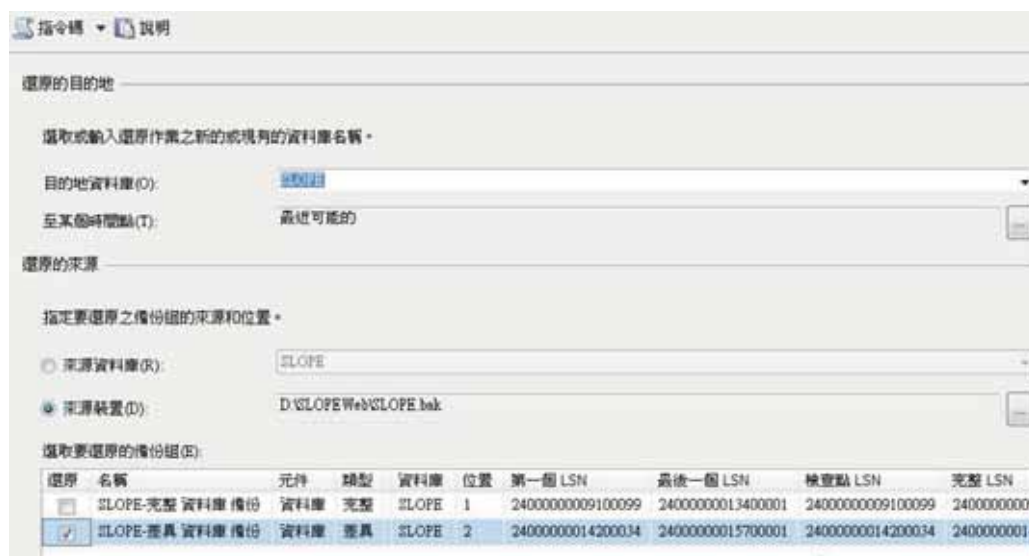 指令碼 說明
還原的目的地
選取或輸入還原作業之新的或現有的資料庫名稱。
目的地資料庫(O): SLOPE
至某個時間點(T): 最近可能的 ...
還原的來源
指定要還原之備份組的來源和位置。
來源資料庫(R): SLOPE
來源裝置(D): D:\SLOPEWeb\SLOPE.bak ...
選取要還原的備份組(E):
還原 名稱 元件 類型 資料庫 位置 第一個 LSN 最後一個 LSN 檢查點 LSN 完整 LSN
SLOPE-完整 資料庫 備份 資料庫 完整 SLOPE 1 24000000009100099 24000000013400001 24000000009100099 2400000000
SLOPE-差異 資料庫 備份 資料庫 差異 SLOPE 2 24000000014200034 24000000015700001 24000000014200034 2400000001